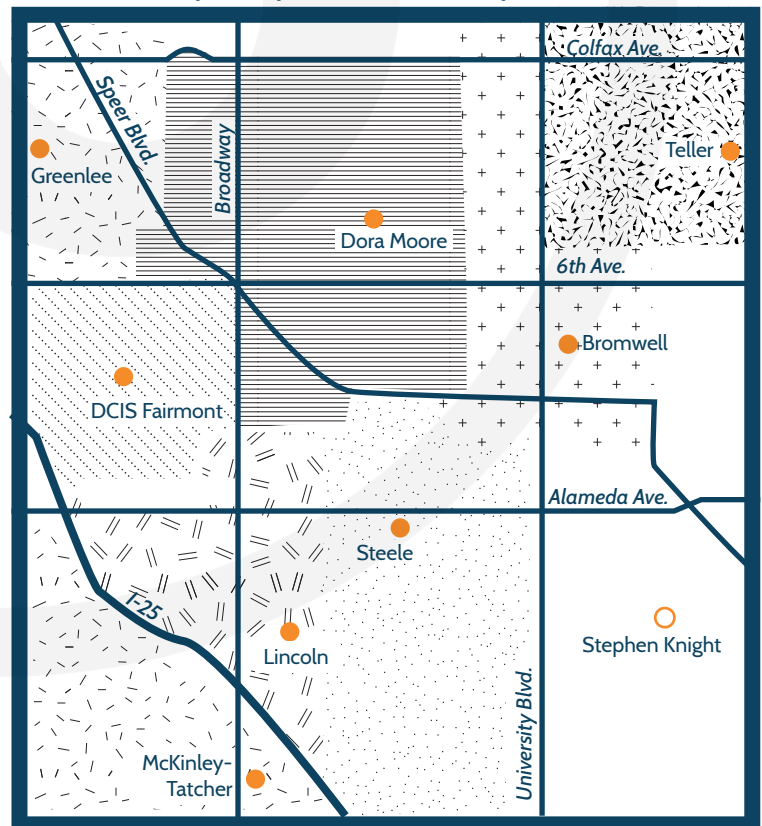 Colfax Ave.
Speer Blvd.
Broadway
Teller
Greenlee
Dora Moore
6th Ave.
Bromwell
DCIS Fairmont
Alameda Ave.
Steele
I-25
Stephen Knight
Lincoln
University Blvd.
McKinley-
Tatcher